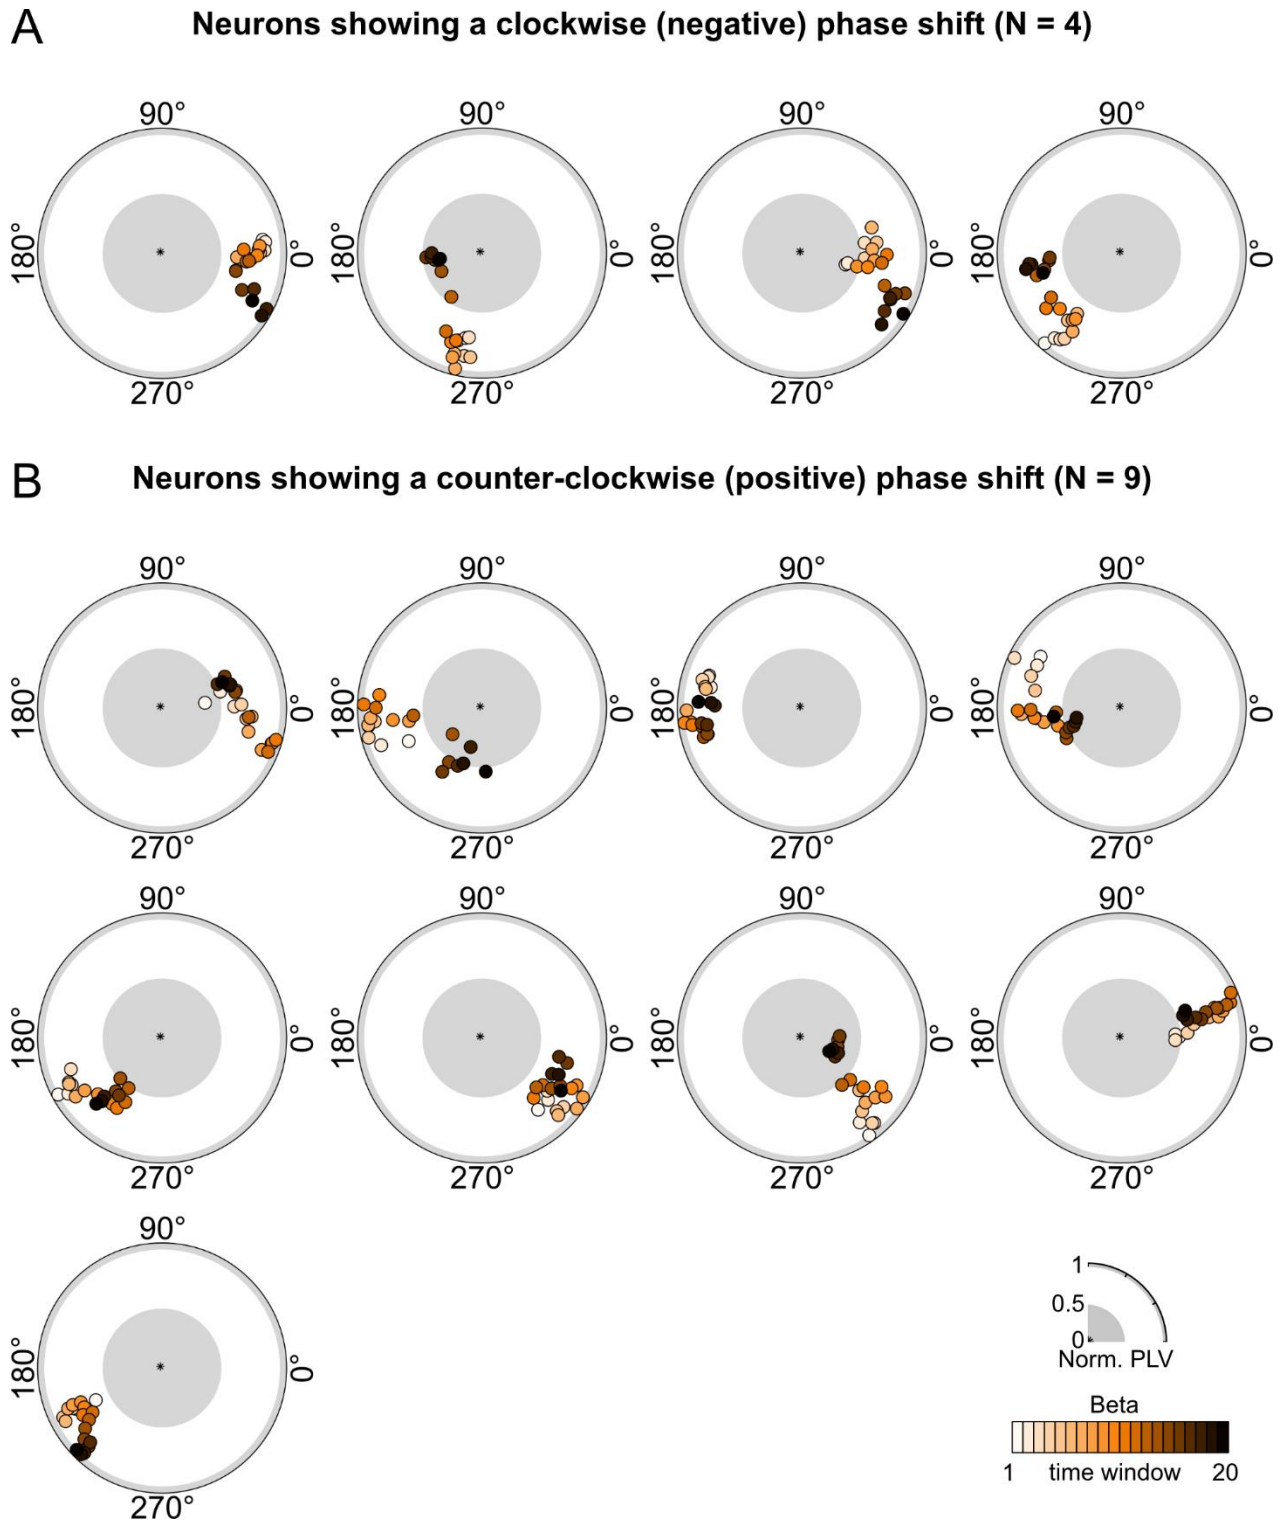 A
Neurons showing a clockwise (negative) phase shift (N = 4)
90° 90° 90° 90°
180° 0° 180° 0° 180° 0° 180° 0°
270° 270° 270° 270°
B
Neurons showing a counter-clockwise (positive) phase shift (N = 9)
90° 90° 90° 90°
180° 0° 180° 0° 180° 0° 180° 0°
270° 270° 270° 270°
90° 90° 90° 90°
180° 0° 180° 0° 180° 0° 180° 0°
270° 270° 270° 270°
90°
180° 0°
270°
1
0.5
0
Norm. PLV
Beta
1 time window 20